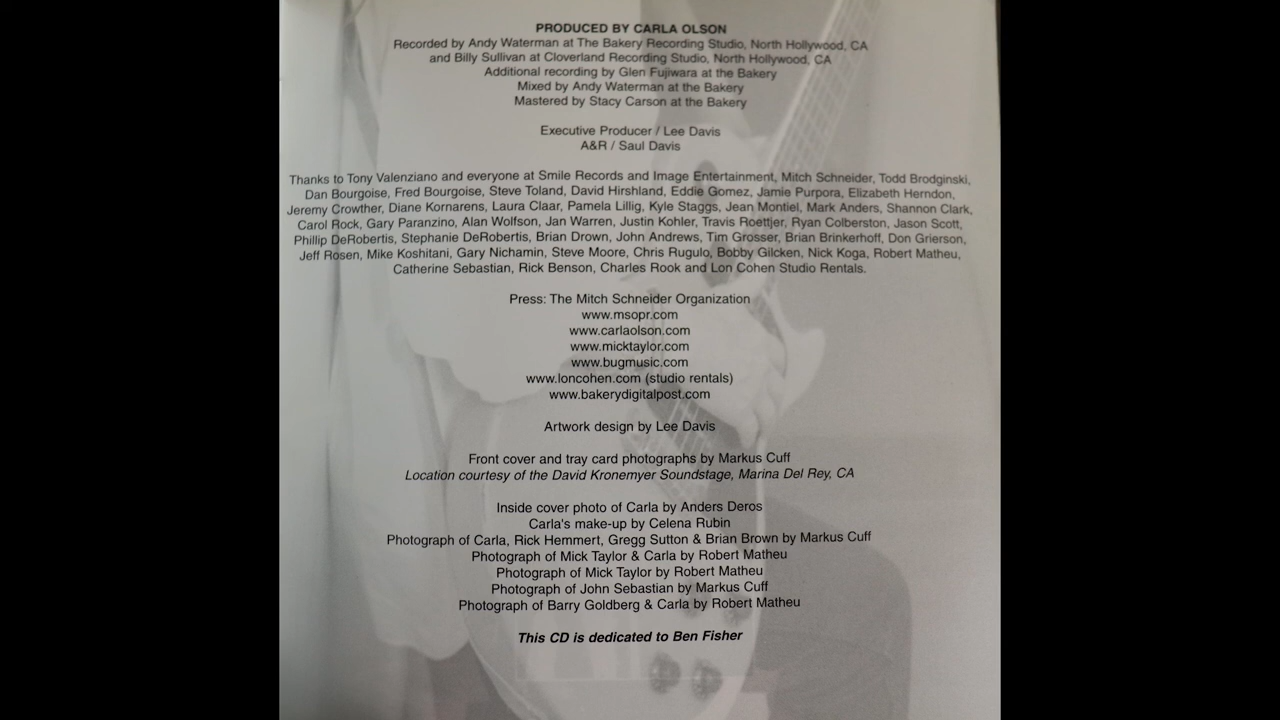 PRODUCED BY CARLA OLSON
Recorded by Andy Waterman at The Bakery Recording Studio, North Hollywood, CA
and Billy Sullivan at Cloverland Recording Studio, North Hollywood, CA
Additional recording by Glen Fujiwara at the Bakery
Mixed by Andy Waterman at the Bakery
Mastered by Stacy Carson at the Bakery
Executive Producer / Lee Davis
A&R / Saul Davis
Thanks to Tony Valenziano and everyone at Smile Records and Image Entertainment, Mitch Schneider, Todd Brodginski,
Dan Bourgoise, Fred Bourgoise, Steve Toland, David Hirshland, Eddie Gomez, Jamie Purpora, Elizabeth Herndon,
Jeremy Crowther, Diane Kornarens, Laura Claar, Pamela Lillig, Kyle Staggs, Jean Montiel, Mark Anders, Shannon Clark,
Carol Rock, Gary Paranzino, Alan Wolfson, Jan Warren, Justin Kohler, Travis Roettjer, Ryan Colberston, Jason Scott,
Phillip DeRobertis, Stephanie DeRobertis, Brian Drown, John Andrews, Tim Grosser, Brian Brinkerhoff, Don Grierson,
Jeff Rosen, Mike Koshitani, Gary Nichamin, Steve Moore, Chris Rugulo, Bobby Gilcken, Nick Koga, Robert Matheu,
Catherine Sebastian, Rick Benson, Charles Rook and Lon Cohen Studio Rentals.
Press: The Mitch Schneider Organization
www.msopr.com
www.carlaolson.com
www.micktaylor.com
www.bugmusic.com
www.loncohen.com (studio rentals)
www.bakerydigitalpost.com
Artwork design by Lee Davis
Front cover and tray card photographs by Markus Cuff
Location courtesy of the David Kronemyer Soundstage, Marina Del Rey, CA
Inside cover photo of Carla by Anders Deros
Carla's make-up by Celena Rubin
Photograph of Carla, Rick Hemmert, Gregg Sutton & Brian Brown by Markus Cuff
Photograph of Mick Taylor & Carla by Robert Matheu
Photograph of Mick Taylor by Robert Matheu
Photograph of John Sebastian by Markus Cuff
Photograph of Barry Goldberg & Carla by Robert Matheu
This CD is dedicated to Ben Fisher